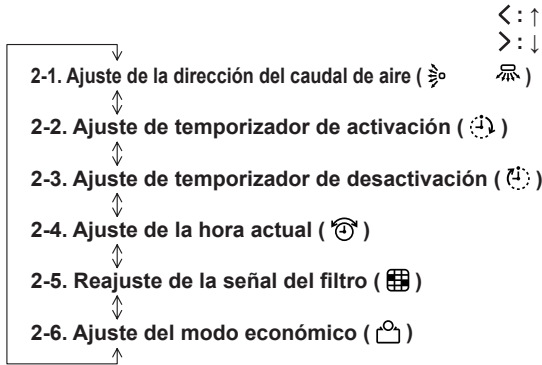 <: ↑
> : ↓
2-1. Ajuste de la dirección del caudal de aire ( )
2-2. Ajuste de temporizador de activación ( )
2-3. Ajuste de temporizador de desactivación ( )
2-4. Ajuste de la hora actual ( )
2-5. Reajuste de la señal del filtro ( )
2-6. Ajuste del modo económico ( )